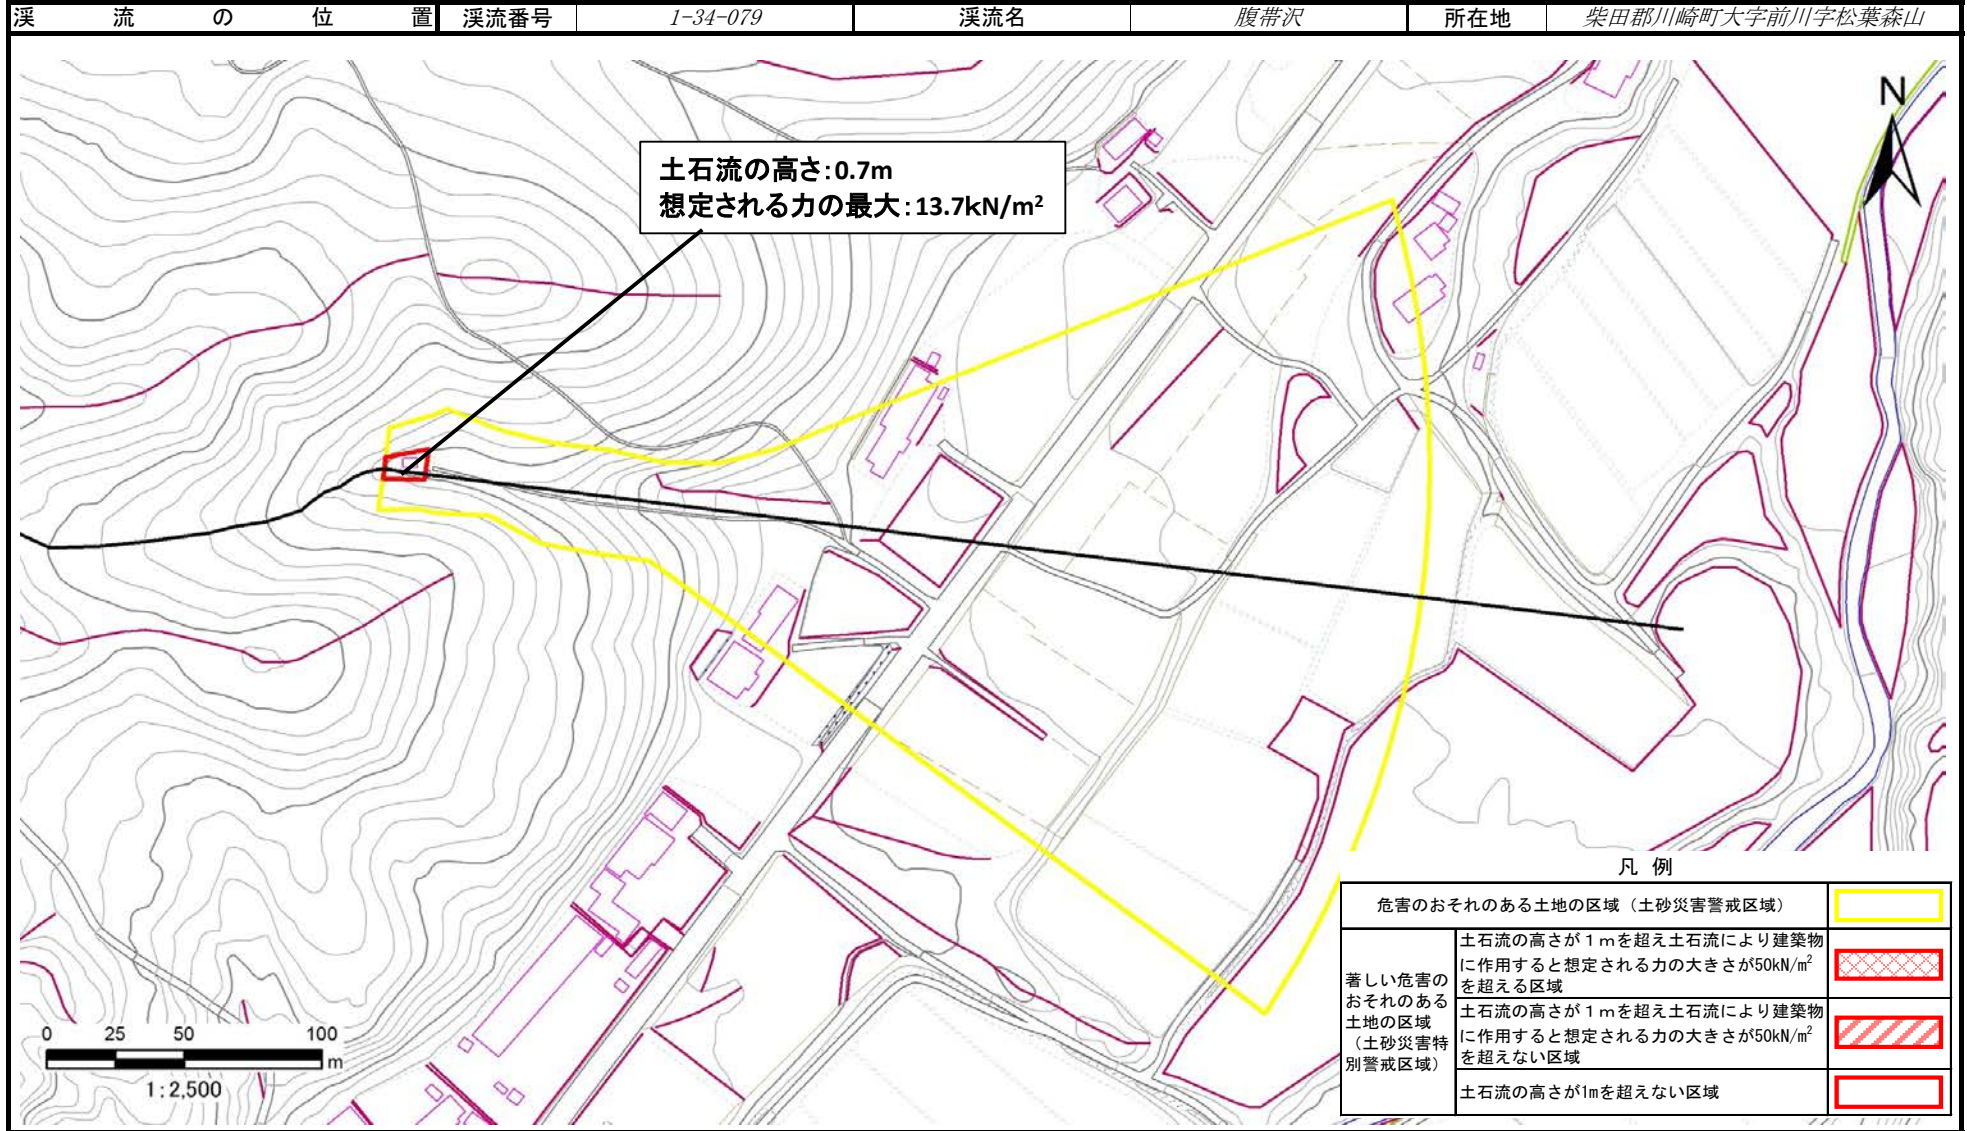 渓流の位置 渓流番号 1-34-079 渓流名 腹帯沢 所在地 柴田郡川崎町大字前川字松葉森山
土石流の高さ：0.7m
想定される力の最大：13.7kN/m²
N
0 25 50 100
m
1：2,500
凡 例
危害のおそれのある土地の区域（土砂災害警戒区域）
著しい危害の
おそれのある
土地の区域
（土砂災害特
別警戒区域）
土石流の高さが１ｍを超え土石流により建築物
に作用すると想定される力の大きさが50kN/m²
を超える区域
土石流の高さが１ｍを超え土石流により建築物
に作用すると想定される力の大きさが50kN/m²
を超えない区域
土石流の高さが1mを超えない区域